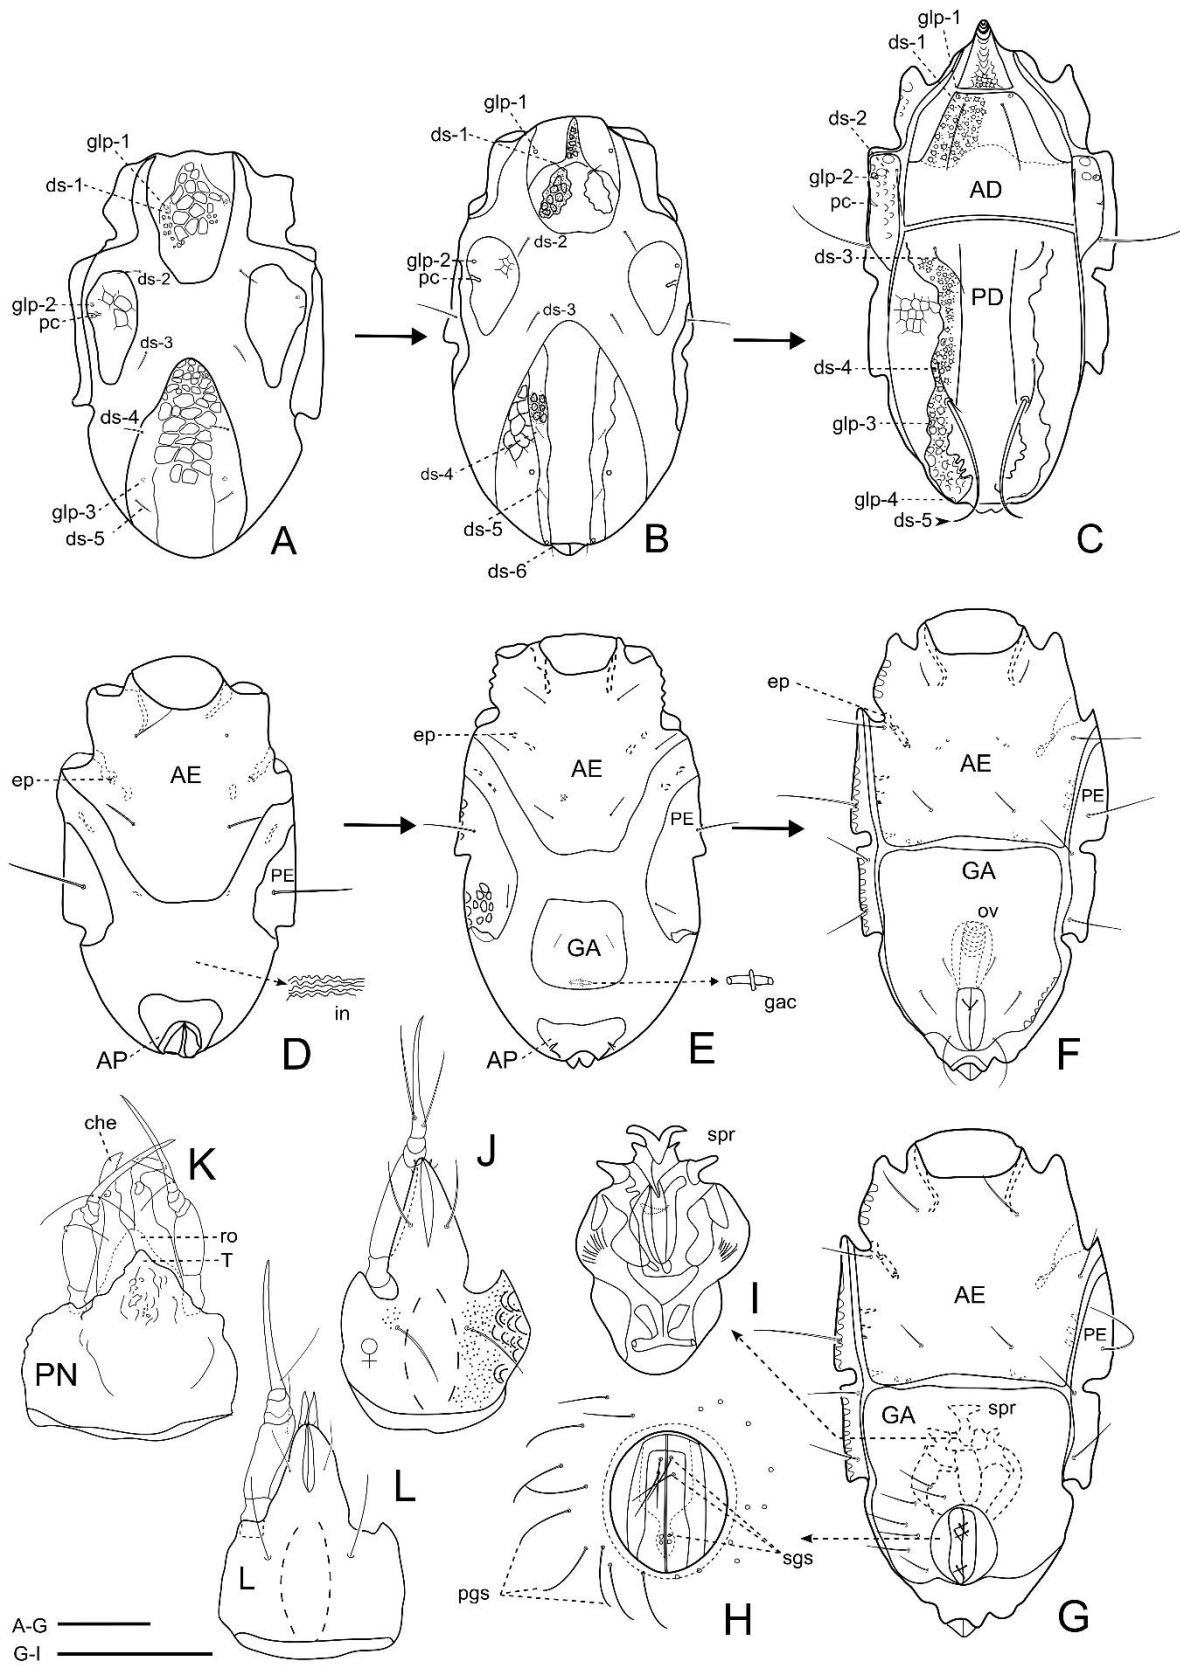 glp-1
ds-1
ds-2
glp-2
pc
ds-3
ds-4
glp-3
ds-5
A
glp-1
ds-1
ds-2
glp-2
pc
ds-3
ds-4
ds-5
ds-6
B
glp-1
ds-1
ds-2
glp-2
pc
AD
ds-3
PD
ds-4
glp-3
glp-4
ds-5
C
ep
AE
PE
in
AP
D
ep
AE
PE
GA
gac
AP
E
ep
AE
PE
GA
ov
F
che
K
ro
T
PN
J
♀
spr
I
AE
PE
GA
spr
G
L
L
pgs
sgs
H
A-G
G-I